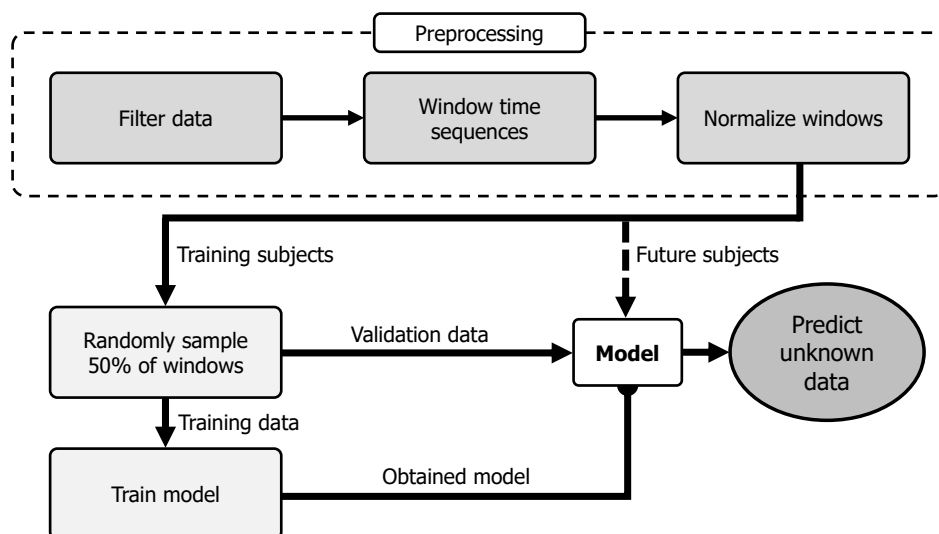 Preprocessing
Filter data
Window time
sequences
Normalize windows
Training subjects
Future subjects
Randomly sample
50% of windows
Validation data
Model
Predict
unknown
data
Training data
Train model
Obtained model